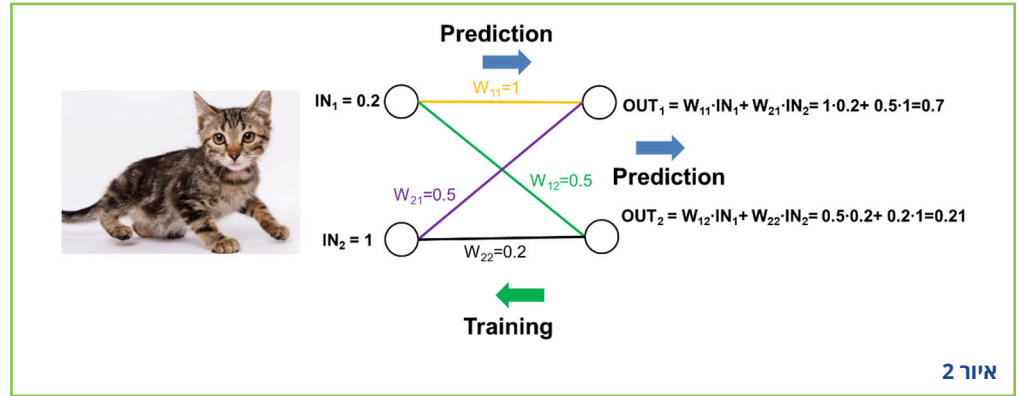 Prediction
W₁₁=1
IN₁ = 0.2
OUT₁ = W₁₁·IN₁+ W₂₁·IN₂= 1·0.2+ 0.5·1=0.7
W₂₁=0.5
W₁₂=0.5
Prediction
OUT₂ = W₁₂·IN₁+ W₂₂·IN₂= 0.5·0.2+ 0.2·1=0.21
IN₂ = 1
W₂₂=0.2
Training
איור 2